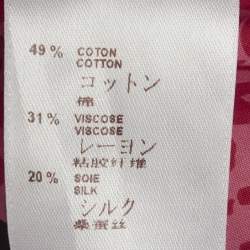 49 % COTON
COTTON
コットン
棉
31 % VISCOSE
VISCOSE
レーヨン
粘胶纤维
20 % SOIE
SILK
シルク
桑蚕丝